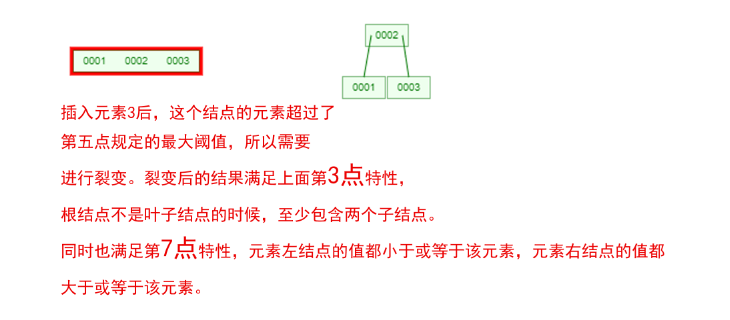 0002
0001 0002 0003
0001 0003
插入元素3后，这个结点的元素超过了
第五点规定的最大阈值，所以需要
进行裂变。裂变后的结果满足上面第3点特性，
根结点不是叶子结点的时候，至少包含两个子结点。
同时也满足第7点特性，元素左结点的值都小于或等于该元素，元素右结点的值都
大于或等于该元素。